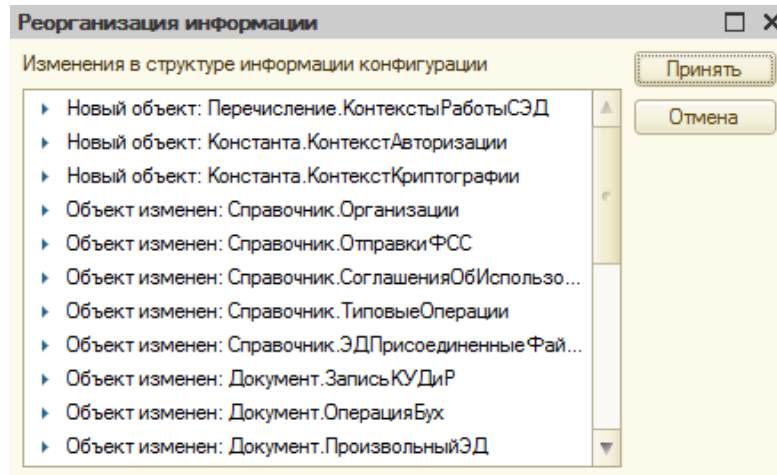 Реорганизация информации
Изменения в структуре информации конфигурации
Принять
Отмена
Новый объект: Перечисление.КонтекстыРаботыСЭД
Новый объект: Константа.КонтекстАвторизации
Новый объект: Константа.КонтекстКриптографии
Объект изменен: Справочник.Организации
Объект изменен: Справочник.ОтправкиФСС
Объект изменен: Справочник.СоглашенияОбИспользо...
Объект изменен: Справочник.ТиповыеОперации
Объект изменен: Справочник.ЭДПрисоединенныеФай...
Объект изменен: Документ.ЗаписьКУДиР
Объект изменен: Документ.ОперацияБух
Объект изменен: Документ.ПроизвольныйЭД